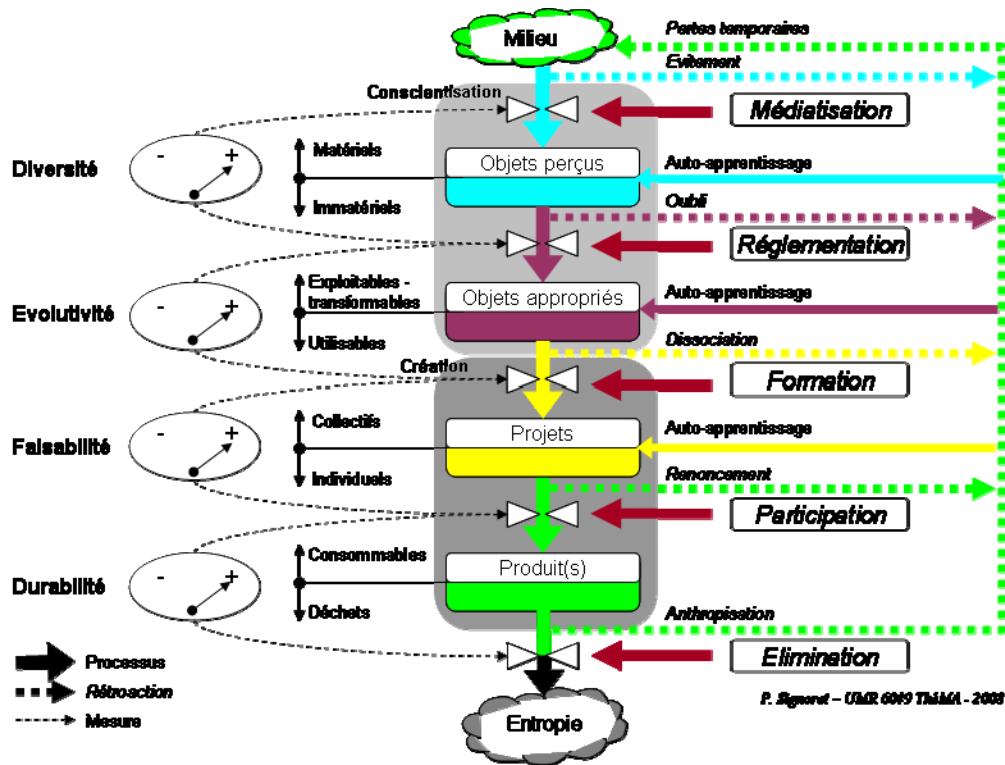 Milieu
Pertes temporaires
Evitement
Conscientisation
Médiatisation
- +
Diversité
Matériels
Immatériels
Objets perçus
Auto-apprentissage
Oubli
Réglementation
Evolutivité
- +
Exploitables -
transformables
Utilisables
Objets appropriés
Auto-apprentissage
Dissociation
Création
Formation
Faisabilité
- +
Collectifs
Individuels
Projets
Auto-apprentissage
Renoncement
Participation
Durabilité
- +
Consommables
Déchets
Produit(s)
Anthropisation
Elimination
Processus
Rétroaction
Mesure
Entropie
P. Signoret – UMR 6049 ThéMA - 2008